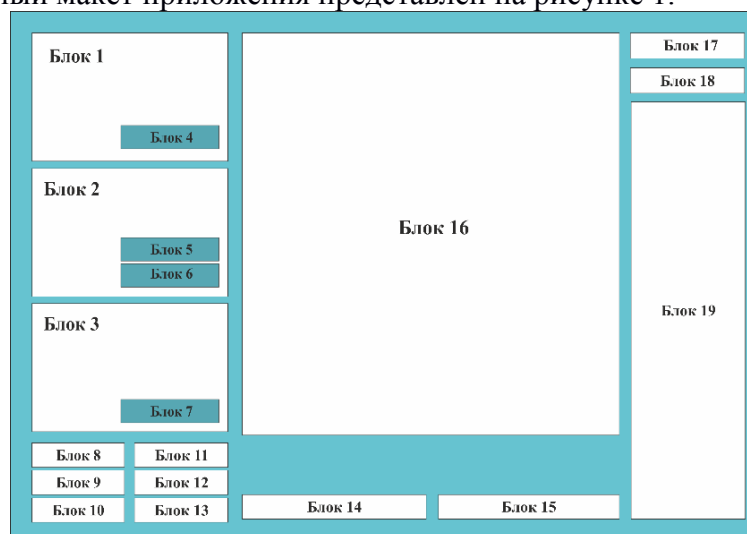 ный макет приложения представлен на рисунке 1.
Блок 1
Блок 4
Блок 2
Блок 5
Блок 6
Блок 3
Блок 7
Блок 8
Блок 11
Блок 9
Блок 12
Блок 10
Блок 13
Блок 16
Блок 14
Блок 15
Блок 17
Блок 18
Блок 19